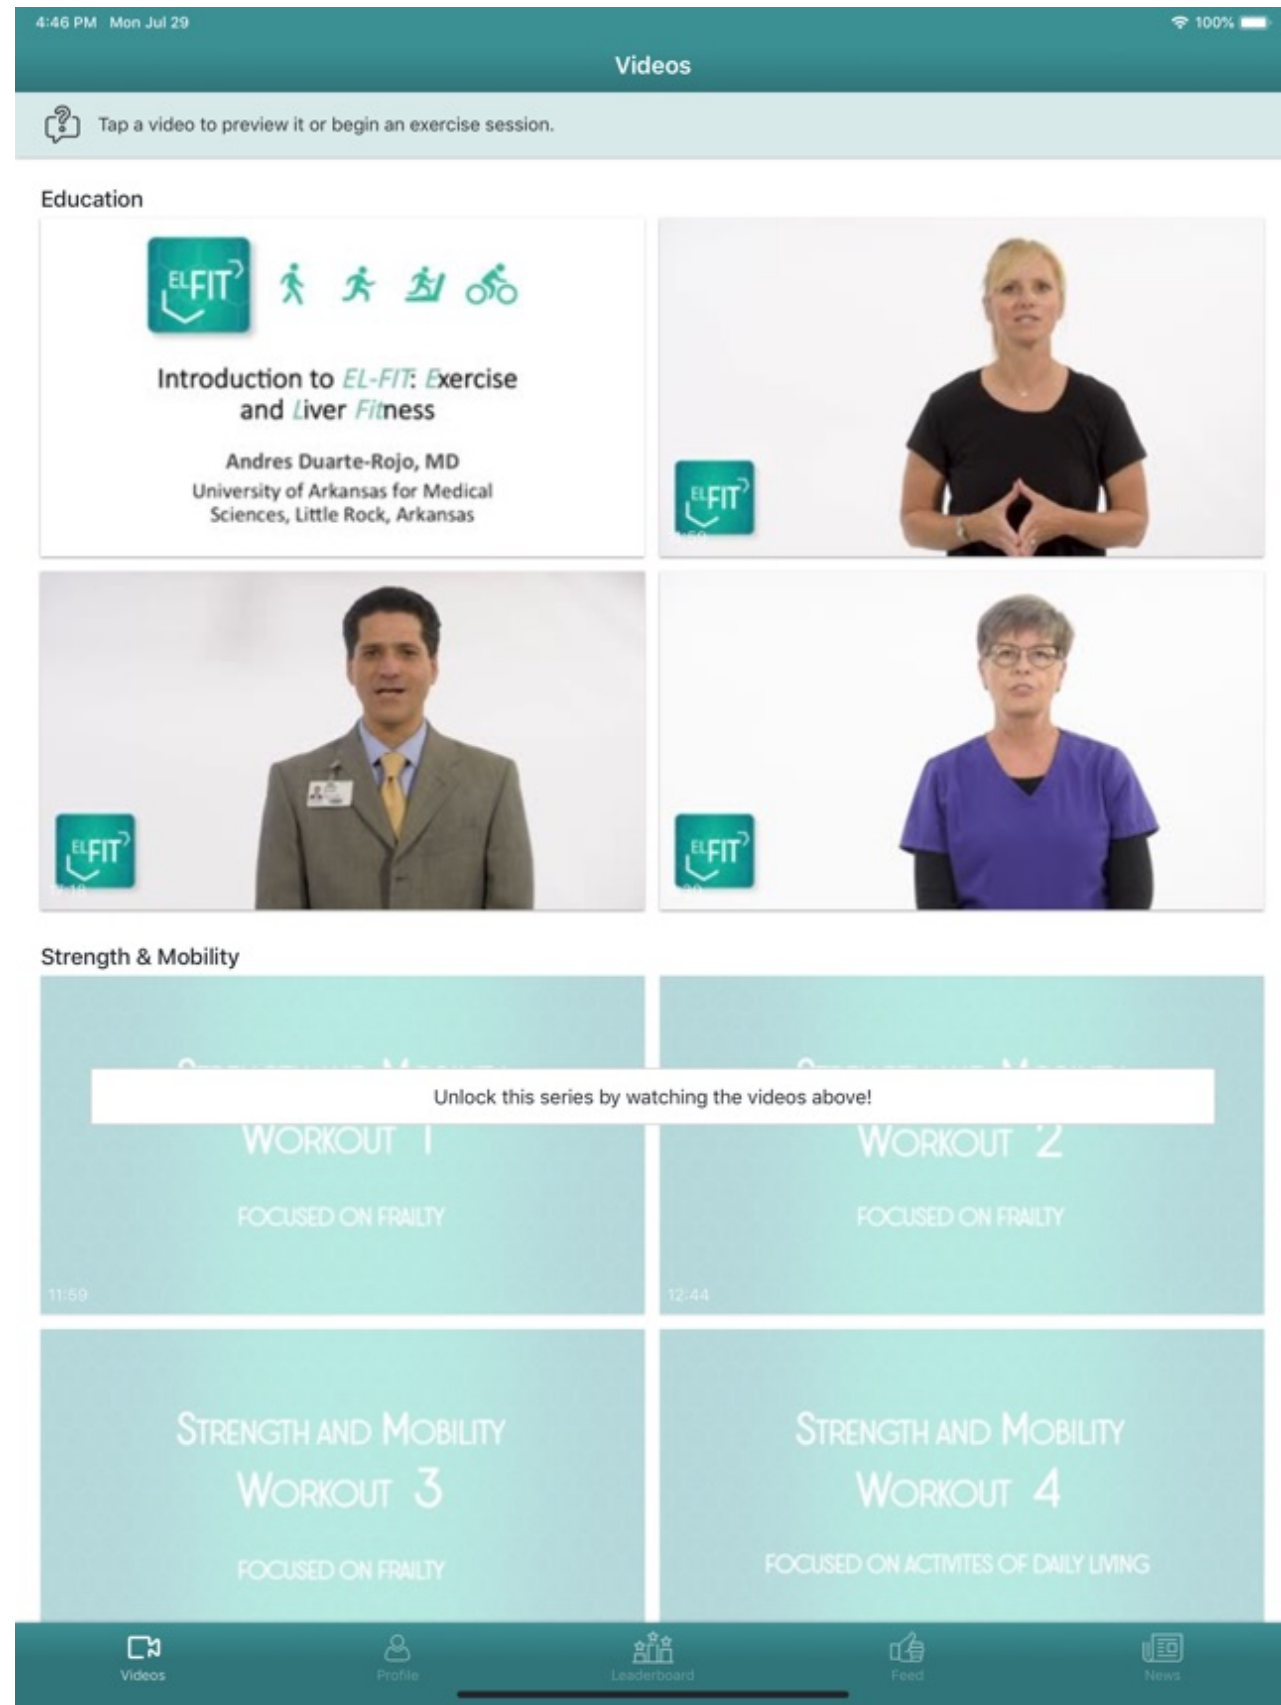 4:46 PM Mon Jul 29
100%
Videos
Tap a video to preview it or begin an exercise session.
Education
ELFIT
Introduction to EL-FIT: Exercise
and Liver Fitness
Andres Duarte-Rojo, MD
University of Arkansas for Medical
Sciences, Little Rock, Arkansas
ELFIT
ELFIT
ELFIT
Strength & Mobility
Unlock this series by watching the videos above!
WORKOUT 1
WORKOUT 2
FOCUSED ON FRAILTY
FOCUSED ON FRAILTY
11:59
12:44
STRENGTH AND MOBILITY
WORKOUT 3
FOCUSED ON FRAILTY
STRENGTH AND MOBILITY
WORKOUT 4
FOCUSED ON ACTIVITES OF DAILY LIVING
Videos
Profile
Leaderboard
Feed
News